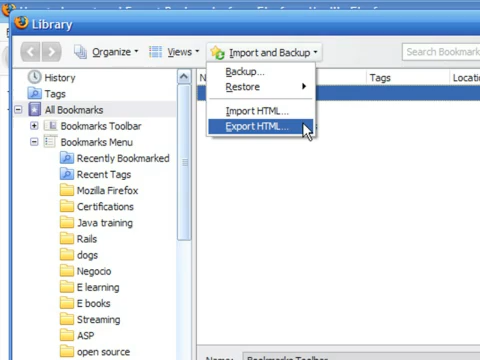 Library
Organize
Views
Import and Backup
Search Bookmark
Backup...
Restore
Import HTML...
Export HTML...
Tags
Locatio
History
Tags
All Bookmarks
Bookmarks Toolbar
Bookmarks Menu
Recently Bookmarked
Recent Tags
Mozilla Firefox
Certifications
Java training
Rails
dogs
Negocio
E learning
E books
Streaming
ASP
open source
Name:
Bookmarks Toolbar